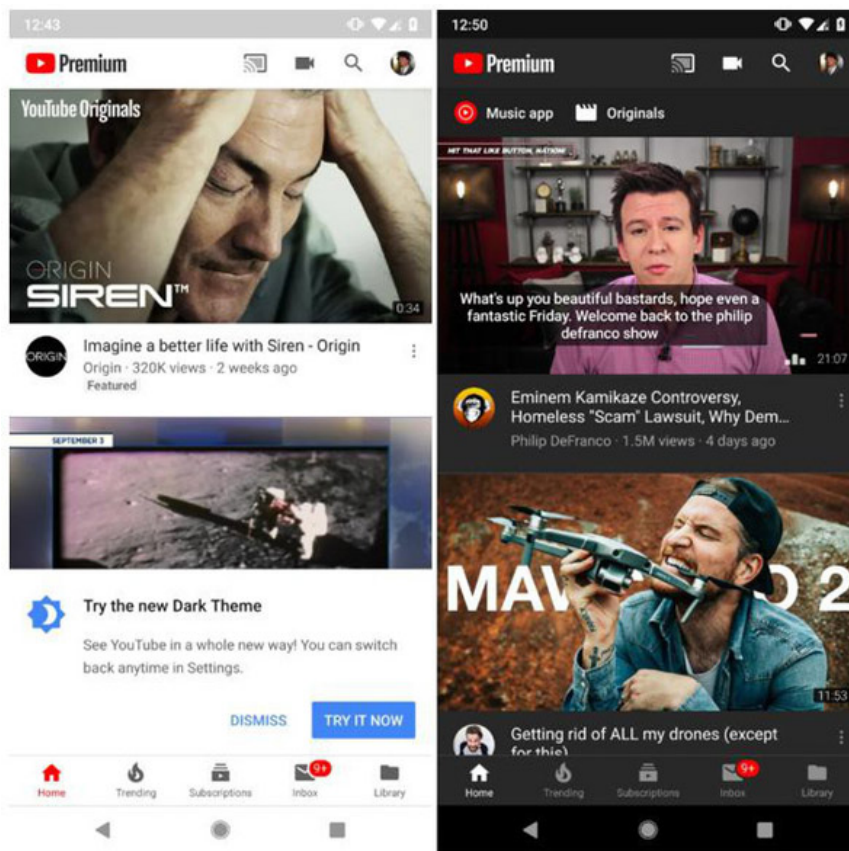 12:43
Premium
YouTube Originals
ORIGIN
SIREN™
0:34
ORIGIN
Imagine a better life with Siren - Origin
Origin · 320K views · 2 weeks ago
Featured
SEPTEMBER 3
Try the new Dark Theme
See YouTube in a whole new way! You can switch
back anytime in Settings.
DISMISS
TRY IT NOW
Home
Trending
Subscriptions
9+
Inbox
Library
12:50
Premium
Music app
Originals
HIT THAT LIKE BUTTON, NATION!
What's up you beautiful bastards, hope even a
fantastic Friday. Welcome back to the philip
defranco show
21:07
Eminem Kamikaze Controversy,
Homeless "Scam" Lawsuit, Why Dem...
Philip DeFranco · 1.5M views · 4 days ago
MAV O 2
11:53
Getting rid of ALL my drones (except
for this)
Home
Trending
Subscriptions
9+
Inbox
Library